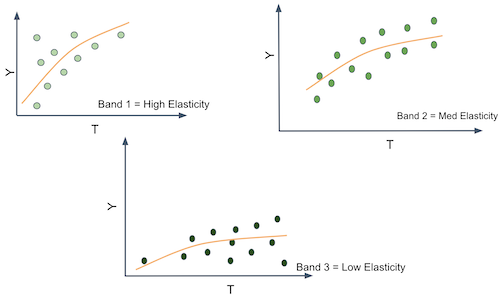 Y
Band 1 = High Elasticity
T
Y
Band 2 = Med Elasticity
T
Y
Band 3 = Low Elasticity
T